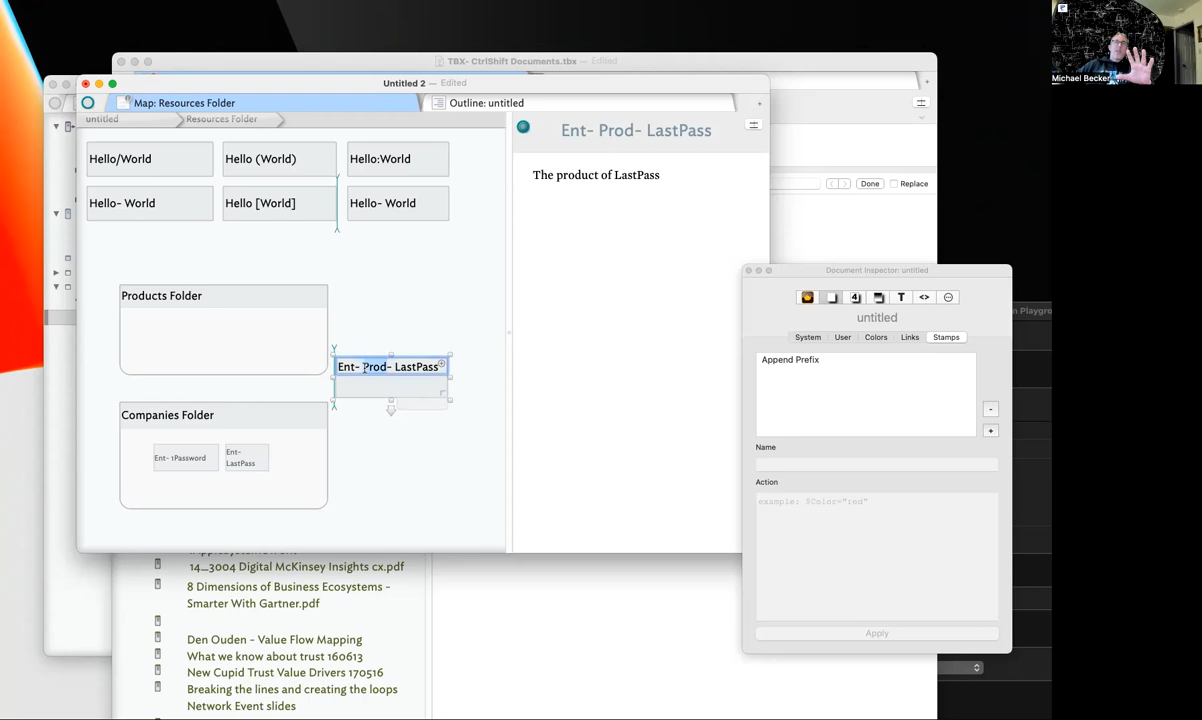 Michael Becker
TBX- CtrlShift Documents.tbx — Edited
Untitled 2 — Edited
Map: Resources Folder
Outline: untitled
untitled
Resources Folder
Ent- Prod- LastPass
Hello/World
Hello (World)
Hello:World
The product of LastPass
Done
Replace
Hello- World
Hello [World]
Hello- World
Document Inspector: untitled
Products Folder
untitled
System
User
Colors
Links
Stamps
Append Prefix
Ent- Prod- LastPass
Companies Folder
-
+
Name
Ent- 1Password
Ent-
LastPass
Action
example: $Color="red"
14_3004 Digital McKinsey Insights cx.pdf
8 Dimensions of Business Ecosystems –
Smarter With Gartner.pdf
Den Ouden – Value Flow Mapping
What we know about trust 160613
New Cupid Trust Value Drivers 170516
Breaking the lines and creating the loops
Network Event slides
Apply